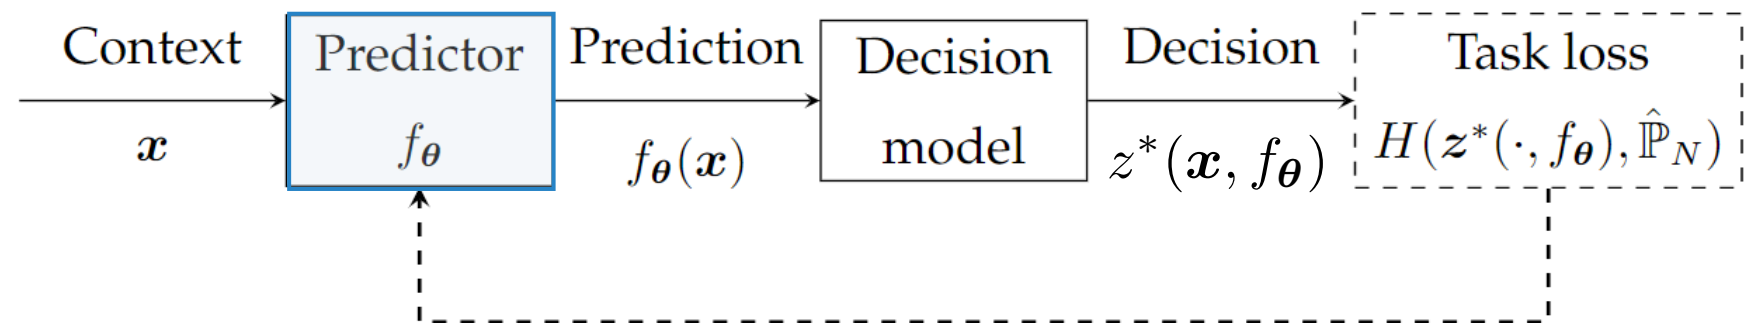 Context
x
Predictor
f_θ
Prediction
f_θ(x)
Decision
model
Decision
z*(x, f_θ)
Task loss
H(z*(·, f_θ), ℙ̂_N)